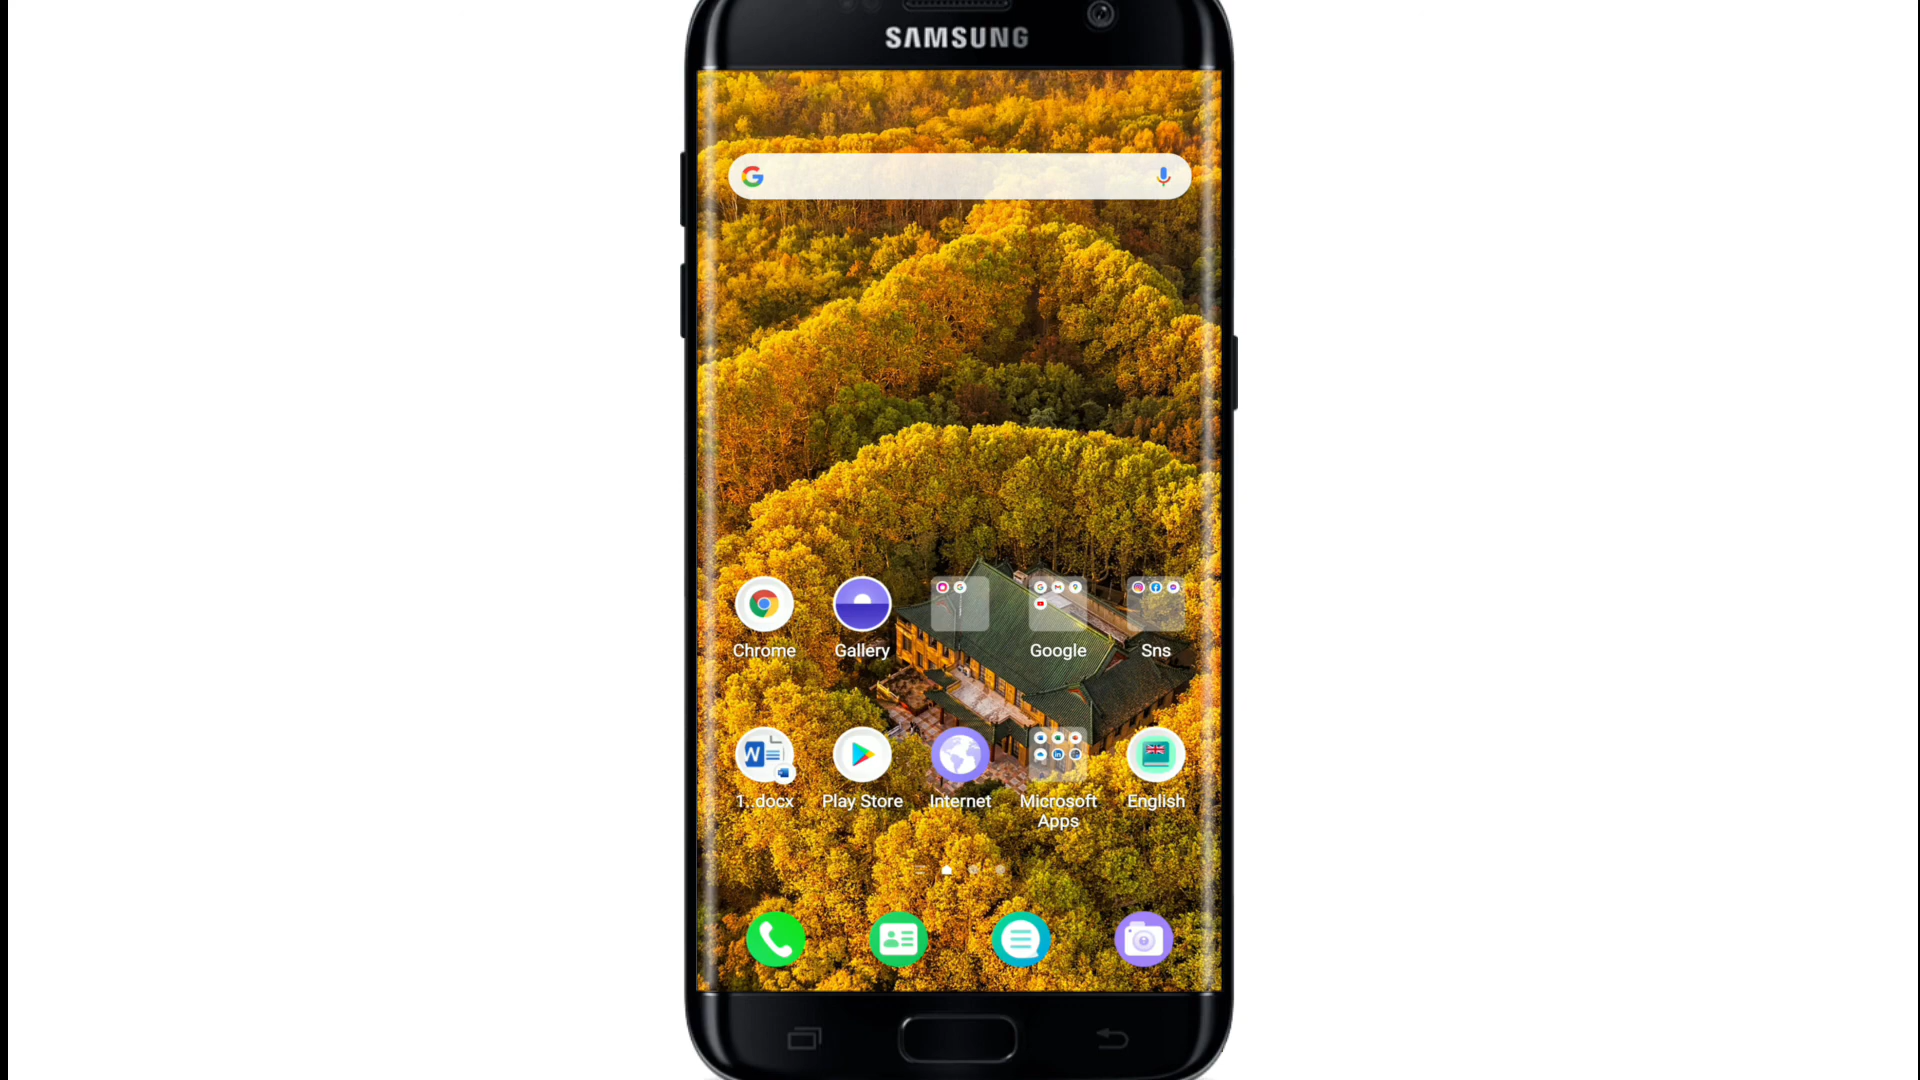 SAMSUNG
Chrome
Gallery
Google
Sns
1..docx
Play Store
Internet
Microsoft
Apps
English